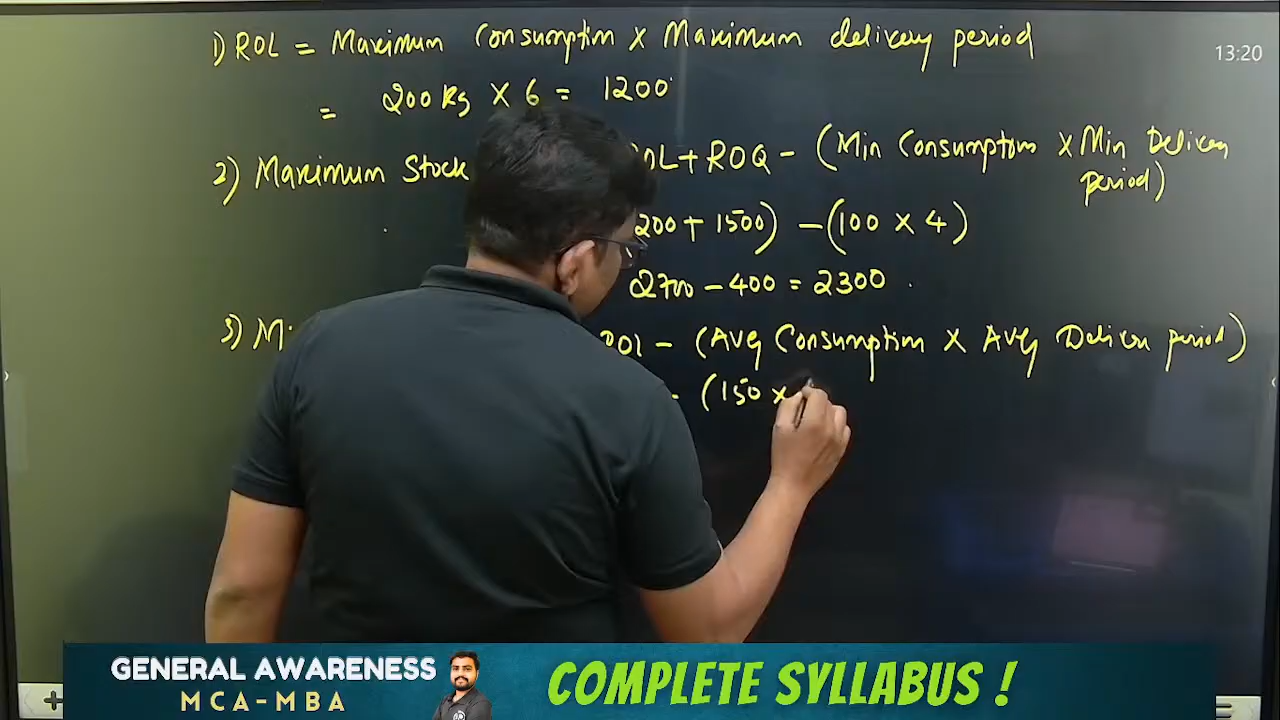 1) ROL = Maximum Consumption x Maximum delivery period
13:20
= 200 Kg X 6 = 1200
2) Maximum Stock OL + ROQ - (Min Consumption X Min Delivery
period)
200 + 1500) - (100 X 4)
2700 - 400 = 2300
3) Mi ROL - (Avg Consumption X Avg Delivery period)
- (150 x
GENERAL AWARENESS
MCA-MBA
COMPLETE SYLLABUS !